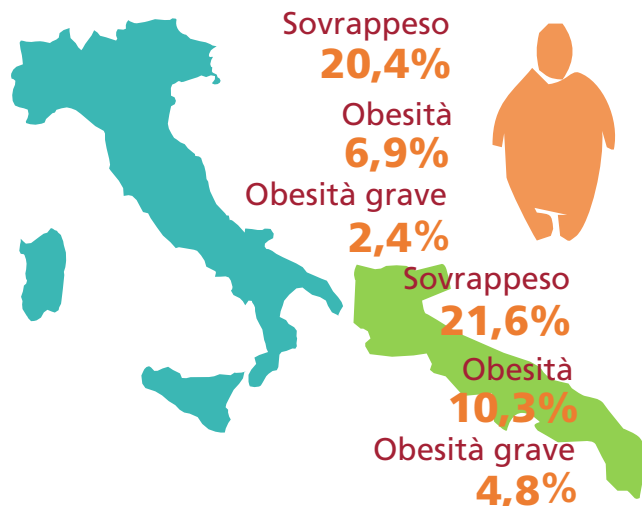 Sovrappeso
20,4%
Obesità
6,9%
Obesità grave
2,4%
Sovrappeso
21,6%
Obesità
10,3%
Obesità grave
4,8%